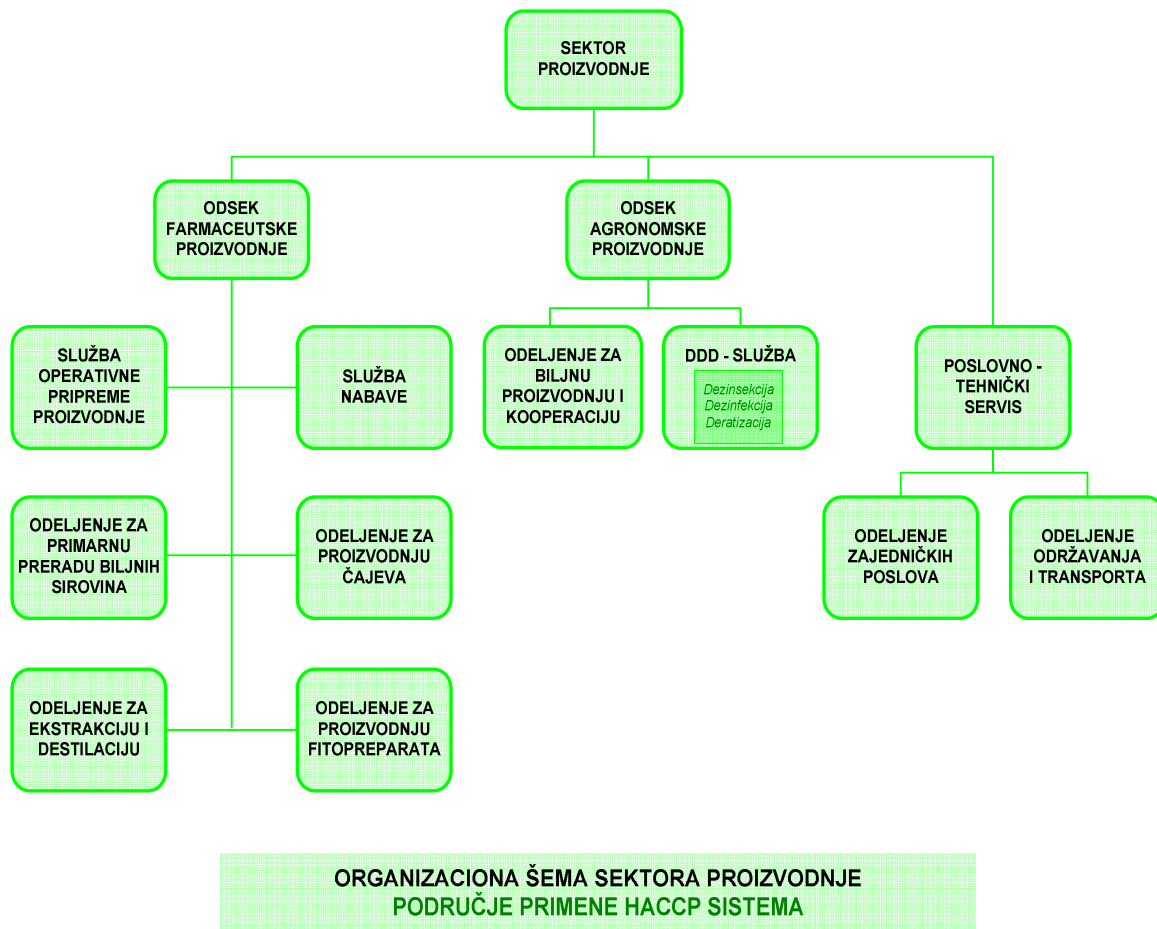 SEKTOR
PROIZVODNJE
ODSEK
FARMACEUTSKE
PROIZVODNJE
ODSEK
AGRONOMSKE
PROIZVODNJE
SLUŽBA
OPERATIVNE
PRIPREME
PROIZVODNJE
SLUŽBA
NABAVE
ODELJENJE ZA
BILJNU
PROIZVODNJU I
KOOPERACIJU
DDD - SLUŽBA
Dezinsekcija
Dezinfekcija
Deratizacija
POSLOVNO -
TEHNIČKI
SERVIS
ODELJENJE ZA
PRIMARNU
PRERADU BILJNIH
SIROVINA
ODELJENJE ZA
PROIZVODNJU
ČAJEVA
ODELJENJE
ZAJEDNIČKIH
POSLOVA
ODELJENJE
ODRŽAVANJA
I TRANSPORTA
ODELJENJE ZA
EKSTRAKCIJU I
DESTILACIJU
ODELJENJE ZA
PROIZVODNJU
FITOPREPARATA
ORGANIZACIONA ŠEMA SEKTORA PROIZVODNJE
PODRUČJE PRIMENE HACCP SISTEMA